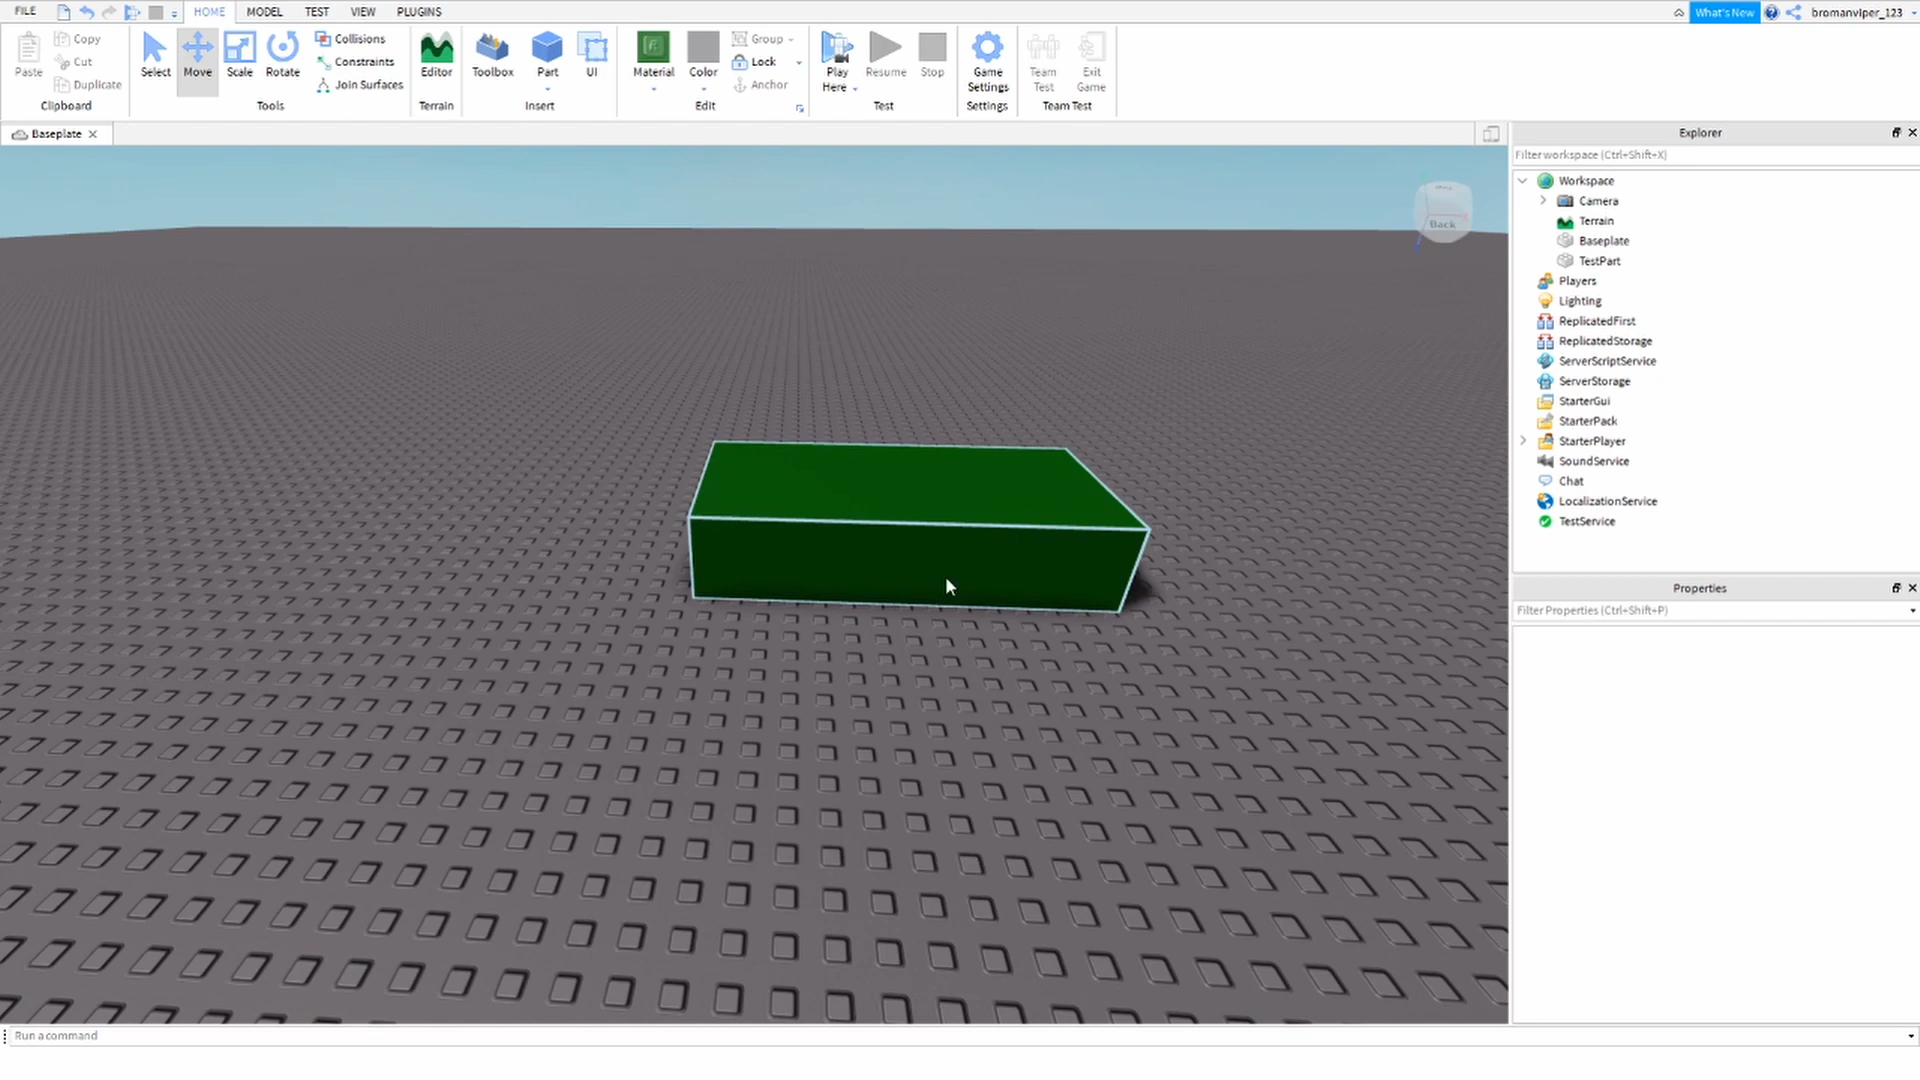 FILE HOME MODEL TEST VIEW PLUGINS What's New bromanviper_123
Paste Copy Cut Duplicate
Clipboard
Select Move Scale Rotate Collisions Constraints Join Surfaces
Tools
Editor
Terrain
Toolbox Part UI
Insert
Material Color Group Lock Anchor
Edit
Play Here Resume Stop
Test
Game Settings
Settings
Team Test Exit Game
Team Test
Baseplate
Back
Explorer
Filter workspace (Ctrl+Shift+X)
Workspace
Camera
Terrain
Baseplate
TestPart
Players
Lighting
ReplicatedFirst
ReplicatedStorage
ServerScriptService
ServerStorage
StarterGui
StarterPack
StarterPlayer
SoundService
Chat
LocalizationService
TestService
Properties
Filter Properties (Ctrl+Shift+P)
Run a command